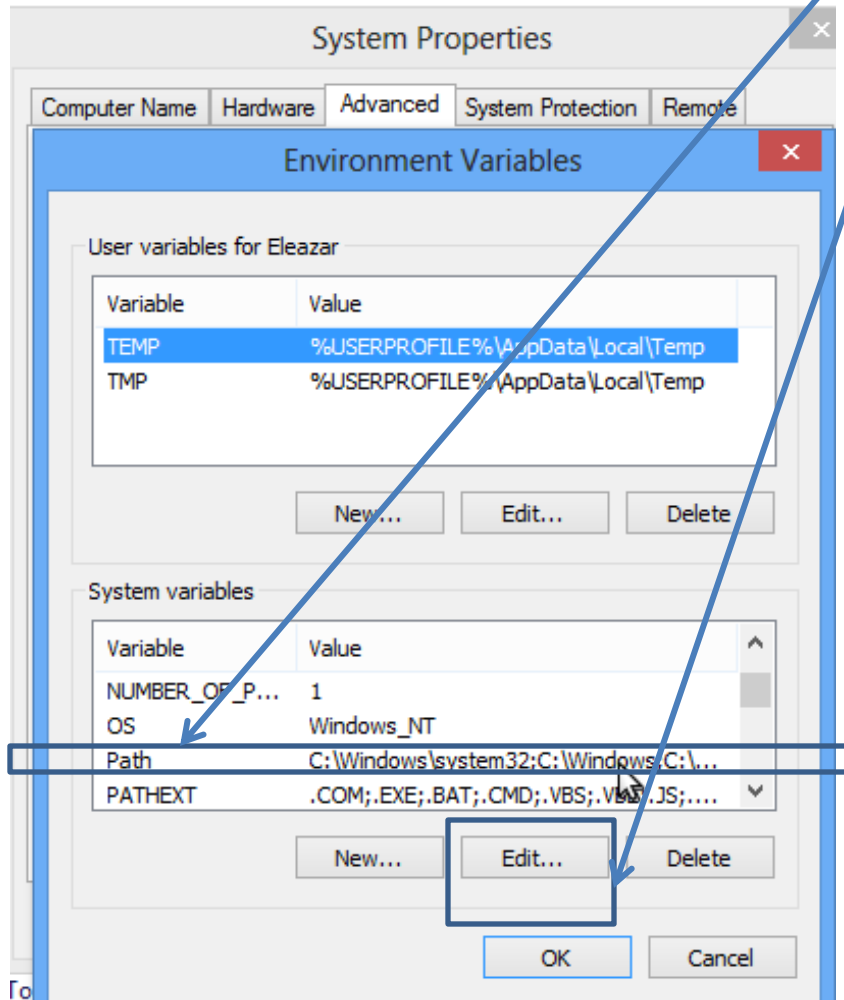 System Properties
Computer Name Hardware Advanced System Protection Remote
Environment Variables
User variables for Eleazar
Variable Value
TEMP %USERPROFILE%\AppData\Local\Temp
TMP %USERPROFILE%\AppData\Local\Temp
New... Edit... Delete
System variables
Variable Value
NUMBER_OF_P... 1
OS Windows_NT
Path C:\Windows\system32;C:\Windows;C:\...
PATHEXT .COM;.EXE;.BAT;.CMD;.VBS;.VBE;.JS;....
New... Edit... Delete
OK Cancel
To